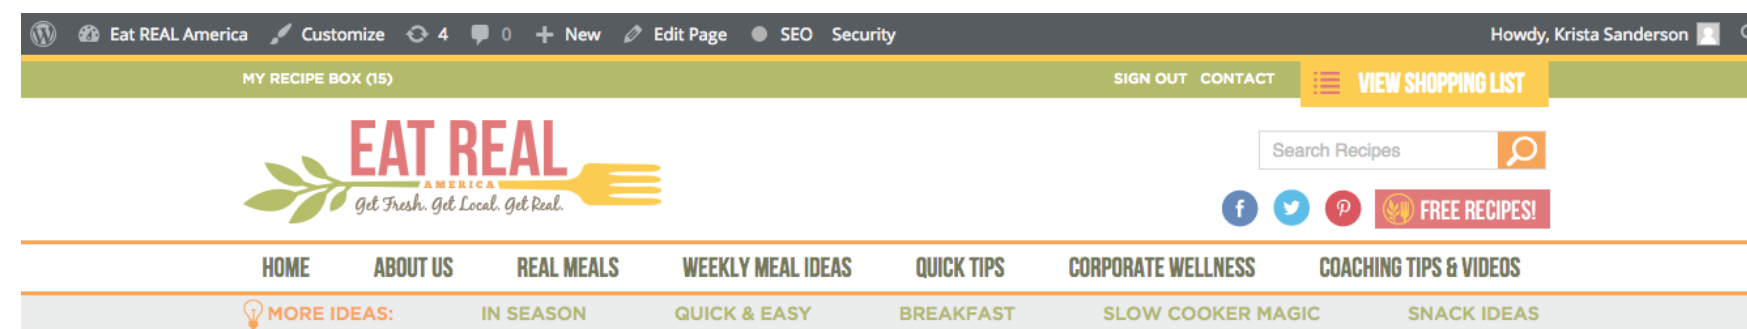 Eat REAL America Customize 4 0 New Edit Page SEO Security Howdy, Krista Sanderson
MY RECIPE BOX (15) SIGN OUT CONTACT VIEW SHOPPING LIST
EAT REAL
AMERICA
Get Fresh. Get Local. Get Real.
Search Recipes
FREE RECIPES!
HOME ABOUT US REAL MEALS WEEKLY MEAL IDEAS QUICK TIPS CORPORATE WELLNESS COACHING TIPS & VIDEOS
MORE IDEAS: IN SEASON QUICK & EASY BREAKFAST SLOW COOKER MAGIC SNACK IDEAS